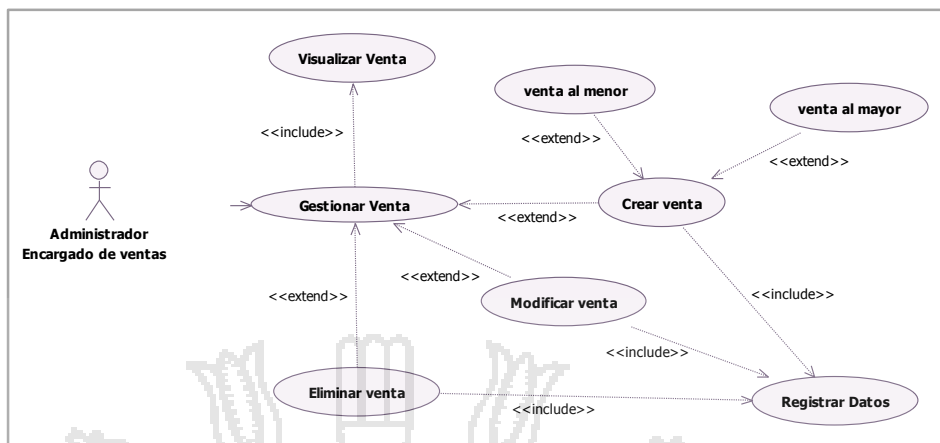 Visualizar Venta
venta al menor
venta al mayor
<<include>>
<<extend>>
<<extend>>
Gestionar Venta
<<extend>>
Crear venta
Administrador
Encargado de ventas
<<extend>>
<<extend>>
Modificar venta
<<include>>
<<include>>
Eliminar venta
<<include>>
Registrar Datos